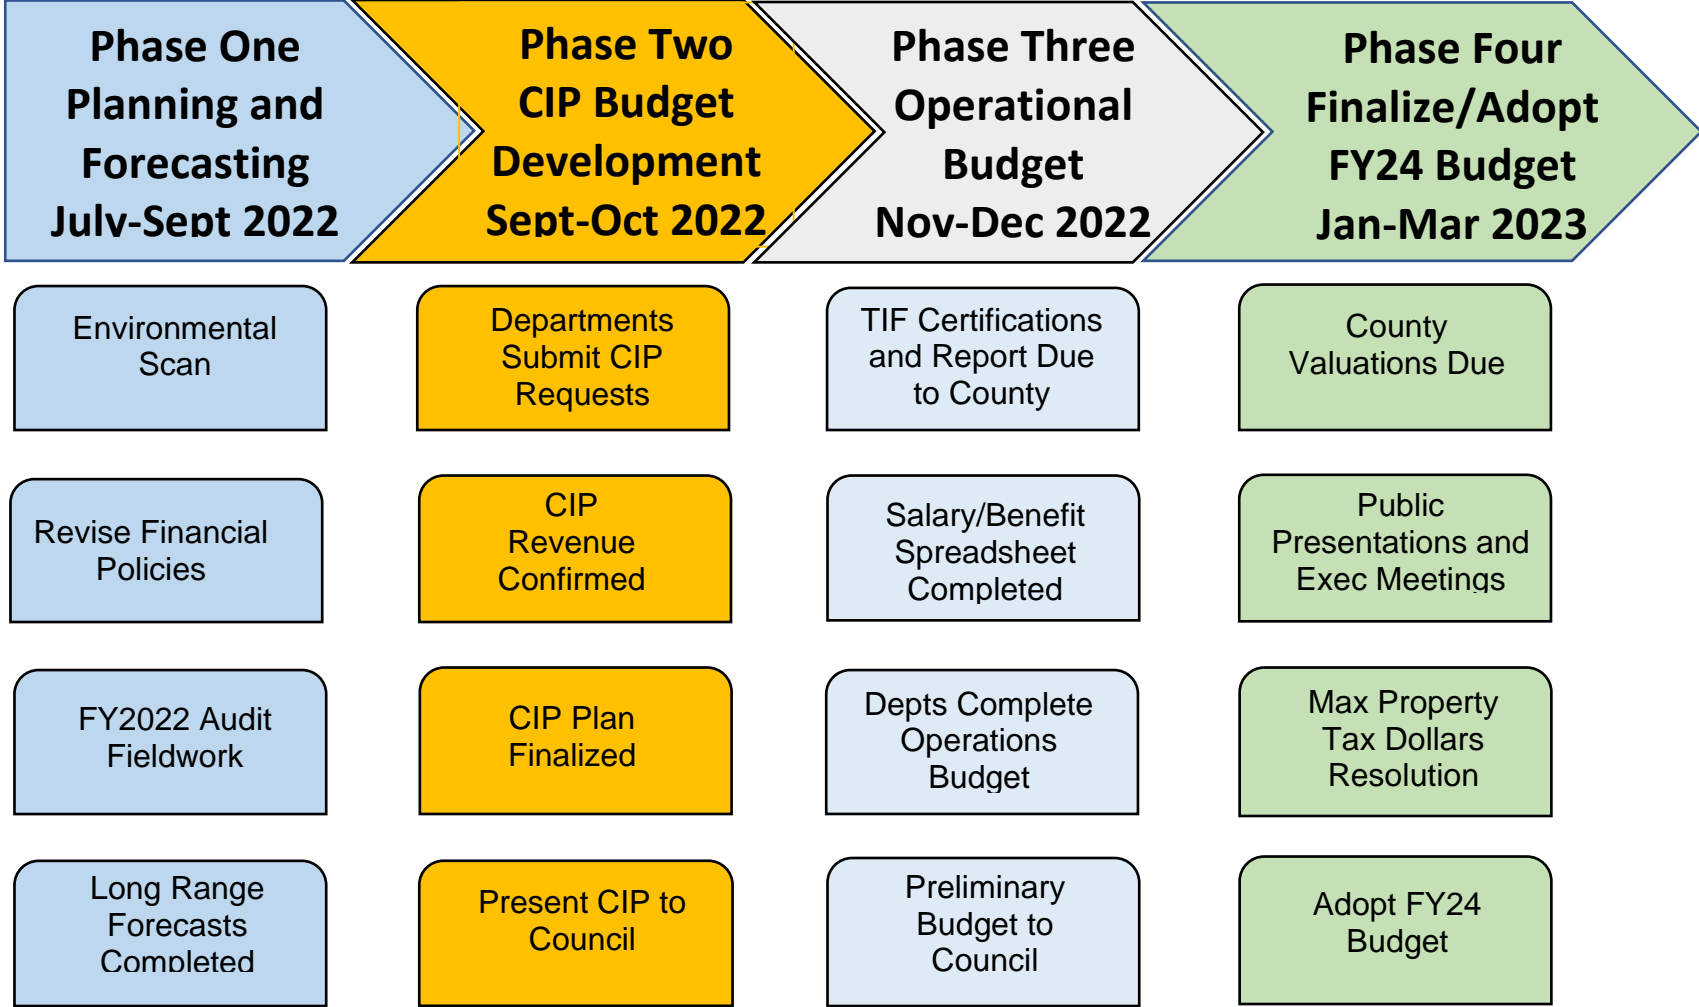 Phase One
Planning and
Forecasting
July-Sept 2022
Phase Two
CIP Budget
Development
Sept-Oct 2022
Phase Three
Operational
Budget
Nov-Dec 2022
Phase Four
Finalize/Adopt
FY24 Budget
Jan-Mar 2023
Environmental
Scan
Departments
Submit CIP
Requests
TIF Certifications
and Report Due
to County
County
Valuations Due
Revise Financial
Policies
CIP
Revenue
Confirmed
Salary/Benefit
Spreadsheet
Completed
Public
Presentations and
Exec Meetings
FY2022 Audit
Fieldwork
CIP Plan
Finalized
Depts Complete
Operations
Budget
Max Property
Tax Dollars
Resolution
Long Range
Forecasts
Completed
Present CIP to
Council
Preliminary
Budget to
Council
Adopt FY24
Budget